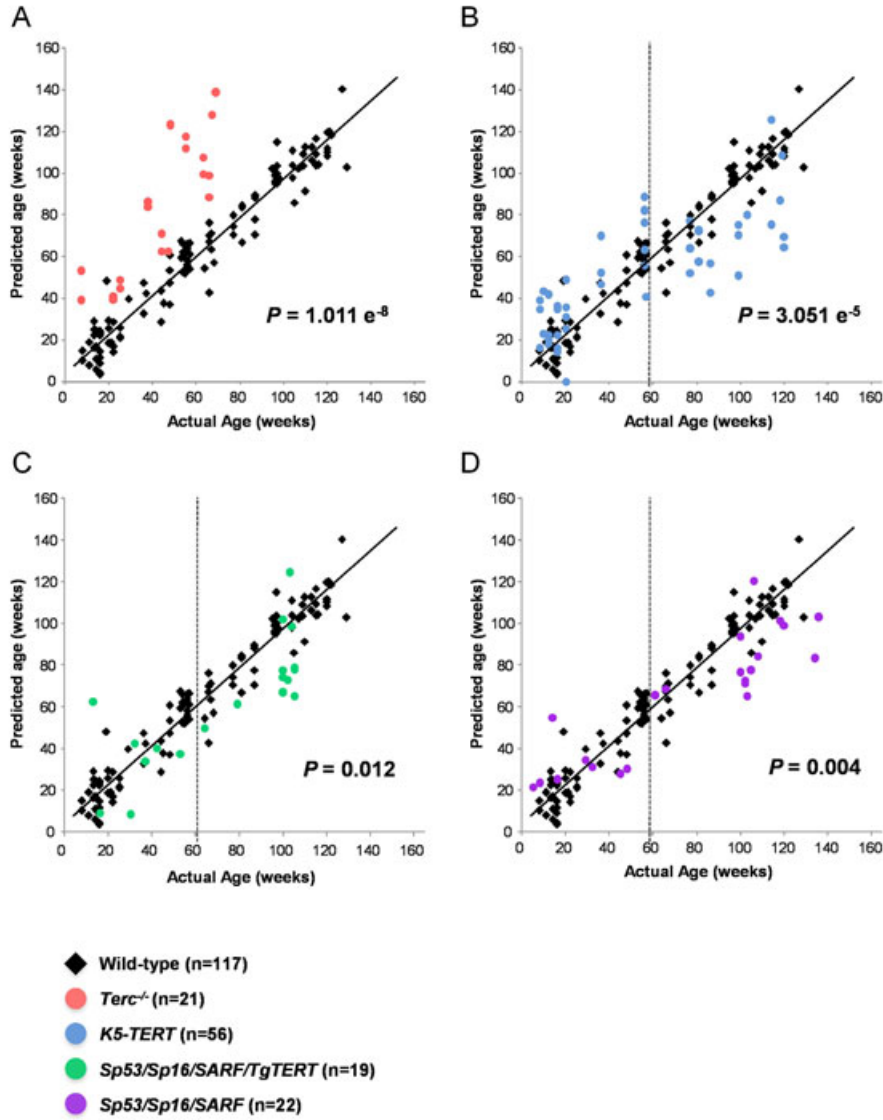 A
160
140
120
100
80
60
40
20
0
Predicted age (weeks)
P = 1.011 e-8
0 20 40 60 80 100 120 140 160
Actual Age (weeks)
B
160
140
120
100
80
60
40
20
0
Predicted age (weeks)
P = 3.051 e-5
0 20 40 60 80 100 120 140 160
Actual Age (weeks)
C
160
140
120
100
80
60
40
20
0
Predicted age (weeks)
P = 0.012
0 20 40 60 80 100 120 140 160
Actual Age (weeks)
D
160
140
120
100
80
60
40
20
0
Predicted age (weeks)
P = 0.004
0 20 40 60 80 100 120 140 160
Actual Age (weeks)
Wild-type (n=117)
Terc-/- (n=21)
K5-TERT (n=56)
Sp53/Sp16/SARF/TgTERT (n=19)
Sp53/Sp16/SARF (n=22)